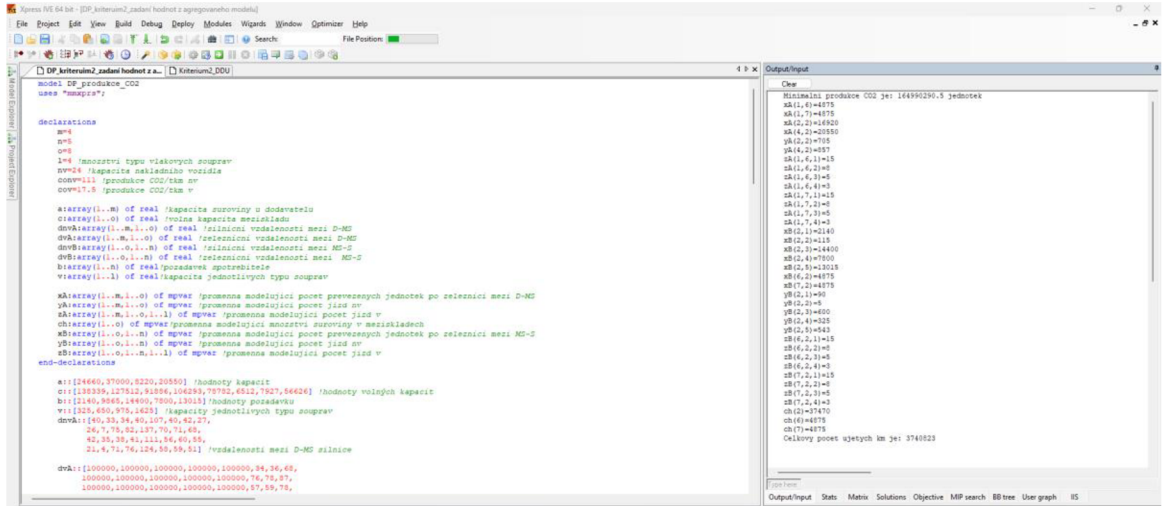 Xpress IVE 64 bit - [DP_kriteruim2_zadaní hodnot z agregovaneho modelu]
File Project Edit View Build Debug Deploy Modules Wizards Window Optimizer Help
Search: File Position:
DP_kriteruim2_zadaní hodnot z a... Kriterium2_DDU
Model Explorer
Project Explorer
model DP_produkce_CO2
uses "mmxprs";
declarations
m=4
n=5
o=8
l=4 !mnozstvi typu vlakovych souprav
nv=24 !kapacita nakladniho vozidla
conv=111 !produkce CO2/tkm nv
cov=17.5 !produkce CO2/tkm v
a:array(1..m) of real !kapacita suroviny u dodavatelu
c:array(1..o) of real !volna kapacita meziskladu
dnvA:array(1..m,1..o) of real !silnicni vzdalenosti mezi D-MS
dvA:array(1..m,1..o) of real !zeleznicni vzdalenosti mezi D-MS
dnvB:array(1..o,1..n) of real !silnicni vzdalenosti mezi MS-S
dvB:array(1..o,1..n) of real !zeleznicni vzdalenosti mezi MS-S
b:array(1..n) of real!pozadavek spotrebitele
v:array(1..l) of real!kapacita jednotlivych typu souprav
xA:array(1..m,1..o) of mpvar !promenna modelujici pocet prevezenych jednotek po zeleznici mezi D-MS
yA:array(1..m,1..o) of mpvar !promenna modelujici pocet jizd nv
zA:array(1..m,1..o,1..l) of mpvar !promenna modelujici pocet jizd v
ch:array(1..o) of mpvar!promenna modelujici mnozstvi suroviny v meziskladech
xB:array(1..o,1..n) of mpvar !promenna modelujici pocet prevezenych jednotek po zeleznici mezi MS-S
yB:array(1..o,1..n) of mpvar !promenna modelujici pocet jizd nv
zB:array(1..o,1..n,1..l) of mpvar !promenna modelujici pocet jizd v
end-declarations
a::[24660,37000,8220,20550] !hodnoty kapacit
c::[138339,127512,91886,106293,78782,6512,7927,56626] !hodnoty volných kapacit
b::[2140,9865,14400,7800,13015]!hodnoty pozadavku
v::[325,650,975,1625] !kapacity jednotlivych typu souprav
dnvA::[40,33,34,40,107,40,42,27,
26,7,75,82,137,70,71,68,
42,35,38,41,111,56,60,55,
21,4,71,76,124,58,59,51] !vzdalenosti mezi D-MS silnice
dvA::[100000,100000,100000,100000,100000,54,56,68,
100000,100000,100000,100000,100000,76,78,87,
100000,100000,100000,100000,100000,57,59,78,
Output/Input
Clear
Minimalni produkce CO2 je: 164990290.5 jednotek
xA(1,6)=4875
xA(1,7)=4875
xA(2,2)=16920
xA(4,2)=20550
yA(2,2)=705
yA(4,2)=857
zA(1,6,1)=15
zA(1,6,2)=8
zA(1,6,3)=5
zA(1,6,4)=3
zA(1,7,1)=15
zA(1,7,2)=8
zA(1,7,3)=5
zA(1,7,4)=3
xB(2,1)=2140
xB(2,2)=115
xB(2,3)=14400
xB(2,4)=7800
xB(2,5)=13015
xB(6,2)=4875
xB(7,2)=4875
yB(2,1)=90
yB(2,2)=5
yB(2,3)=600
yB(2,4)=325
yB(2,5)=543
zB(6,2,1)=15
zB(6,2,2)=8
zB(6,2,3)=5
zB(6,2,4)=3
zB(7,2,1)=15
zB(7,2,2)=8
zB(7,2,3)=5
zB(7,2,4)=3
ch(2)=37470
ch(6)=4875
ch(7)=4875
Celkovy pocet ujetych km je: 3740823
Type here
Output/Input Stats Matrix Solutions Objective MIP search BB tree User graph IIS